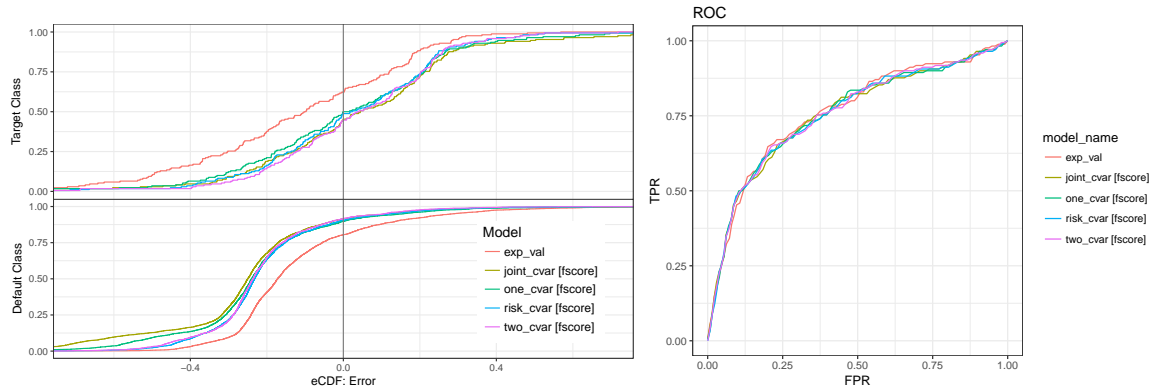 1.00
0.75
0.50
0.25
0.00
Target Class
1.00
0.75
0.50
0.25
0.00
Default Class
Model
exp_val
joint_cvar [fscore]
one_cvar [fscore]
risk_cvar [fscore]
two_cvar [fscore]
−0.4
0.0
0.4
eCDF: Error
ROC
1.00
0.75
0.50
0.25
0.00
TPR
0.00
0.25
0.50
0.75
1.00
FPR
model_name
exp_val
joint_cvar [fscore]
one_cvar [fscore]
risk_cvar [fscore]
two_cvar [fscore]